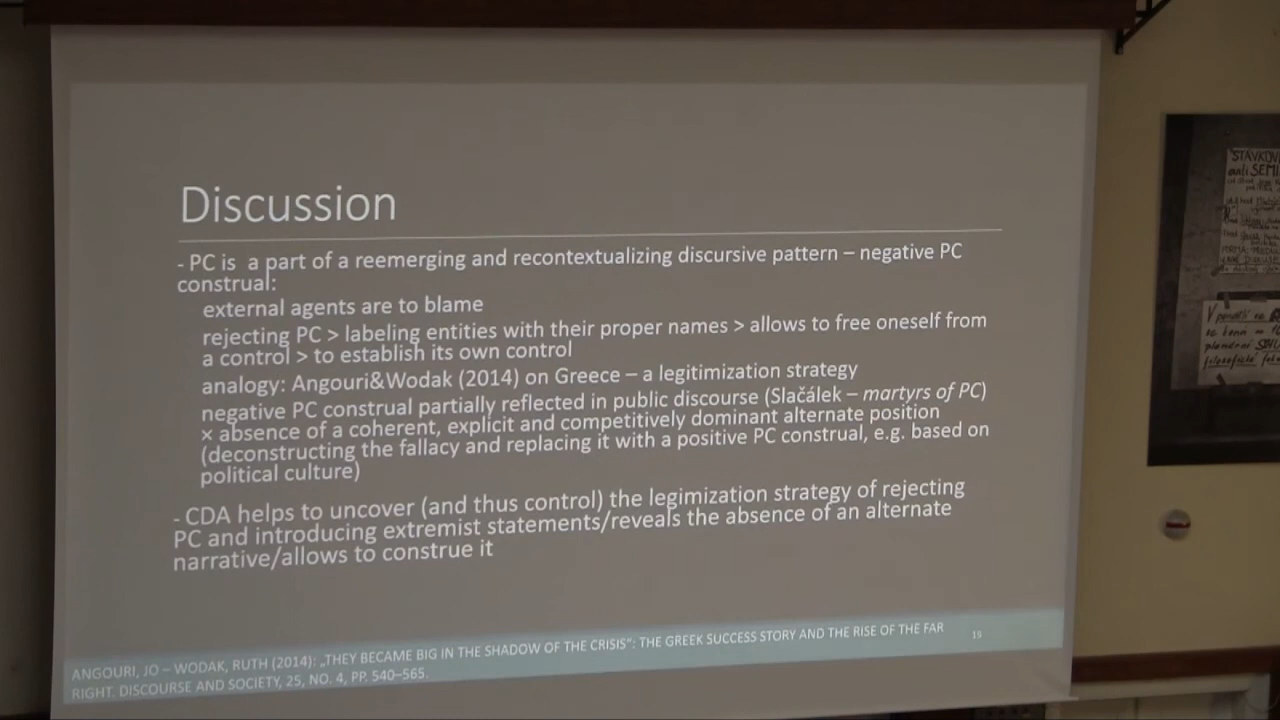 Discussion
- PC is a part of a reemerging and recontextualizing discursive pattern – negative PC
construal:
external agents are to blame
rejecting PC > labeling entities with their proper names > allows to free oneself from
a control > to establish its own control
analogy: Angouri&Wodak (2014) on Greece – a legitimization strategy
negative PC construal partially reflected in public discourse (Slačálek – martyrs of PC)
× absence of a coherent, explicit and competitively dominant alternate position
(deconstructing the fallacy and replacing it with a positive PC construal, e.g. based on
political culture)
- CDA helps to uncover (and thus control) the legimization strategy of rejecting
PC and introducing extremist statements/reveals the absence of an alternate
narrative/allows to construe it
ANGOURI, JO – WODAK, RUTH (2014): „THEY BECAME BIG IN THE SHADOW OF THE CRISIS“: THE GREEK SUCCESS STORY AND THE RISE OF THE FAR
RIGHT. DISCOURSE AND SOCIETY, 25, NO. 4, PP. 540–565.
19
STÁVKOV
anti SEMI